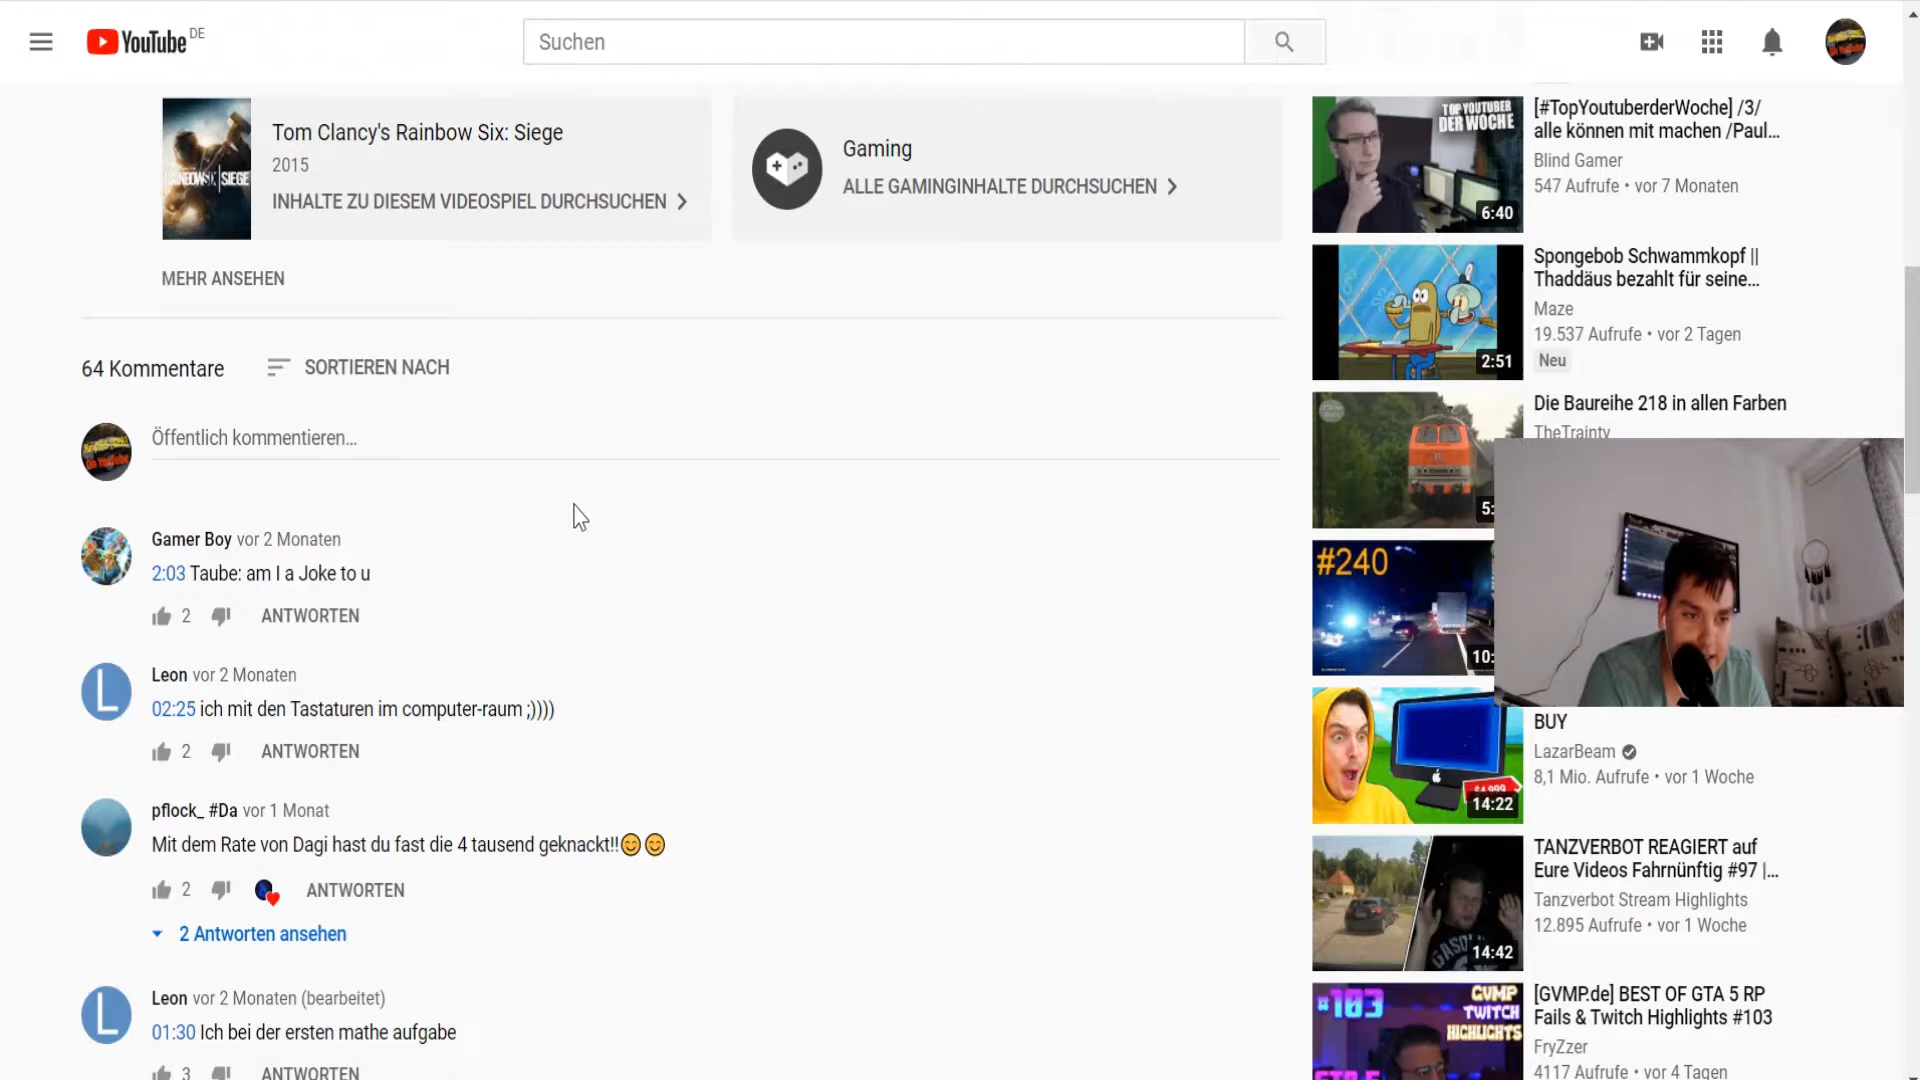 YouTube DE
Suchen
Tom Clancy's Rainbow Six: Siege
2015
INHALTE ZU DIESEM VIDEOSPIEL DURCHSUCHEN
RAINBOWSIX|SIEGE
Gaming
ALLE GAMINGINHALTE DURCHSUCHEN
MEHR ANSEHEN
64 Kommentare
SORTIEREN NACH
Öffentlich kommentieren...
Gamer Boy vor 2 Monaten
2:03 Taube: am I a Joke to u
2
ANTWORTEN
Leon vor 2 Monaten
02:25 ich mit den Tastaturen im computer-raum ;))))
2
ANTWORTEN
pflock_ #Da vor 1 Monat
Mit dem Rate von Dagi hast du fast die 4 tausend geknackt!!😊😊
2
ANTWORTEN
2 Antworten ansehen
Leon vor 2 Monaten (bearbeitet)
01:30 Ich bei der ersten mathe aufgabe
3
ANTWORTEN
TOP YOUTUBER
DER WOCHE
6:40
[#TopYoutuberderWoche] /3/
alle können mit machen /Paul...
Blind Gamer
547 Aufrufe • vor 7 Monaten
2:51
Spongebob Schwammkopf ||
Thaddäus bezahlt für seine...
Maze
19.537 Aufrufe • vor 2 Tagen
Neu
5:
Die Baureihe 218 in allen Farben
TheTrainty
#240
10:
$4,999
14:22
BUY
LazarBeam
8,1 Mio. Aufrufe • vor 1 Woche
14:42
TANZVERBOT REAGIERT auf
Eure Videos Fahrnünftig #97 |...
Tanzverbot Stream Highlights
12.895 Aufrufe • vor 1 Woche
#103
GVMP
TWITCH
HIGHLIGHTS
[GVMP.de] BEST OF GTA 5 RP
Fails & Twitch Highlights #103
FryZzer
4117 Aufrufe • vor 4 Tagen